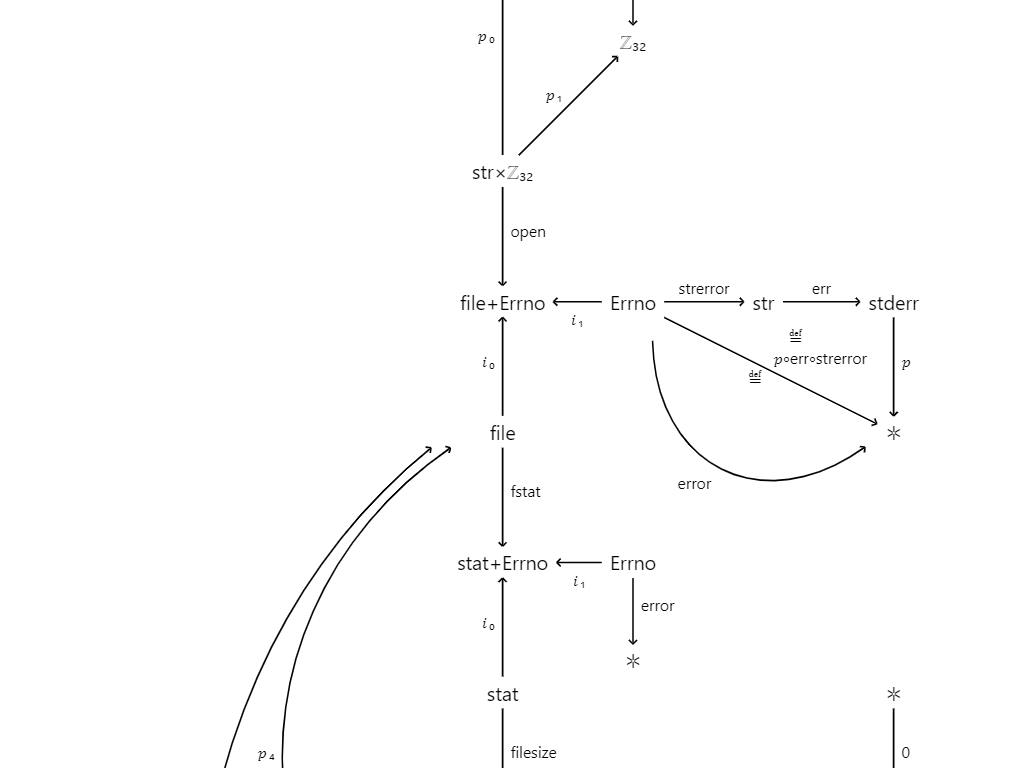 p₀
ℤ₃₂
p₁
str×ℤ₃₂
open
file+Errno
i₁
Errno
strerror
str
err
stderr
≝
p∘err∘strerror
≝
p
i₀
file
∗
error
fstat
stat+Errno
i₁
Errno
error
i₀
∗
stat
∗
p₄
filesize
0